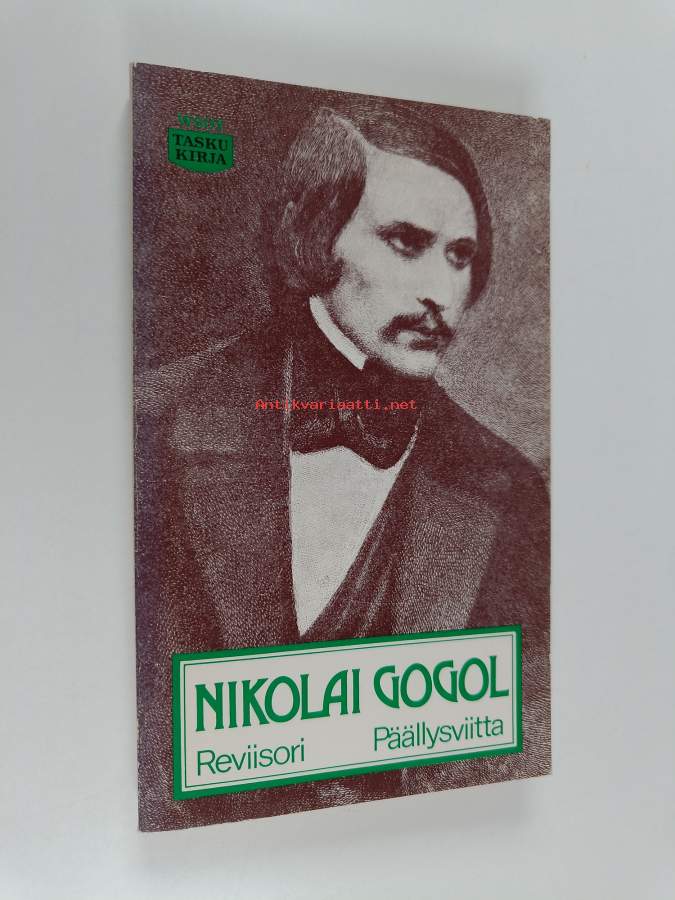 WSOY
TASKU
KIRJA
Antikvariaatti.net
NIKOLAI GOGOL
Reviisori Päällysviitta